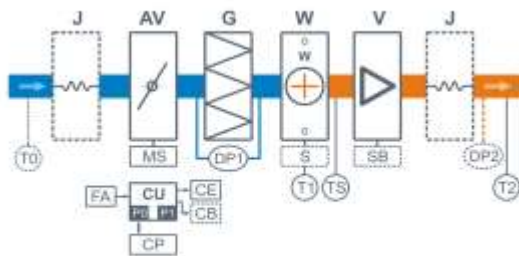 J AV G W V J
W
T0 MS DP1 S SB DP2
T1 TS T2
FA CU CE
P0 P1 CB
CP